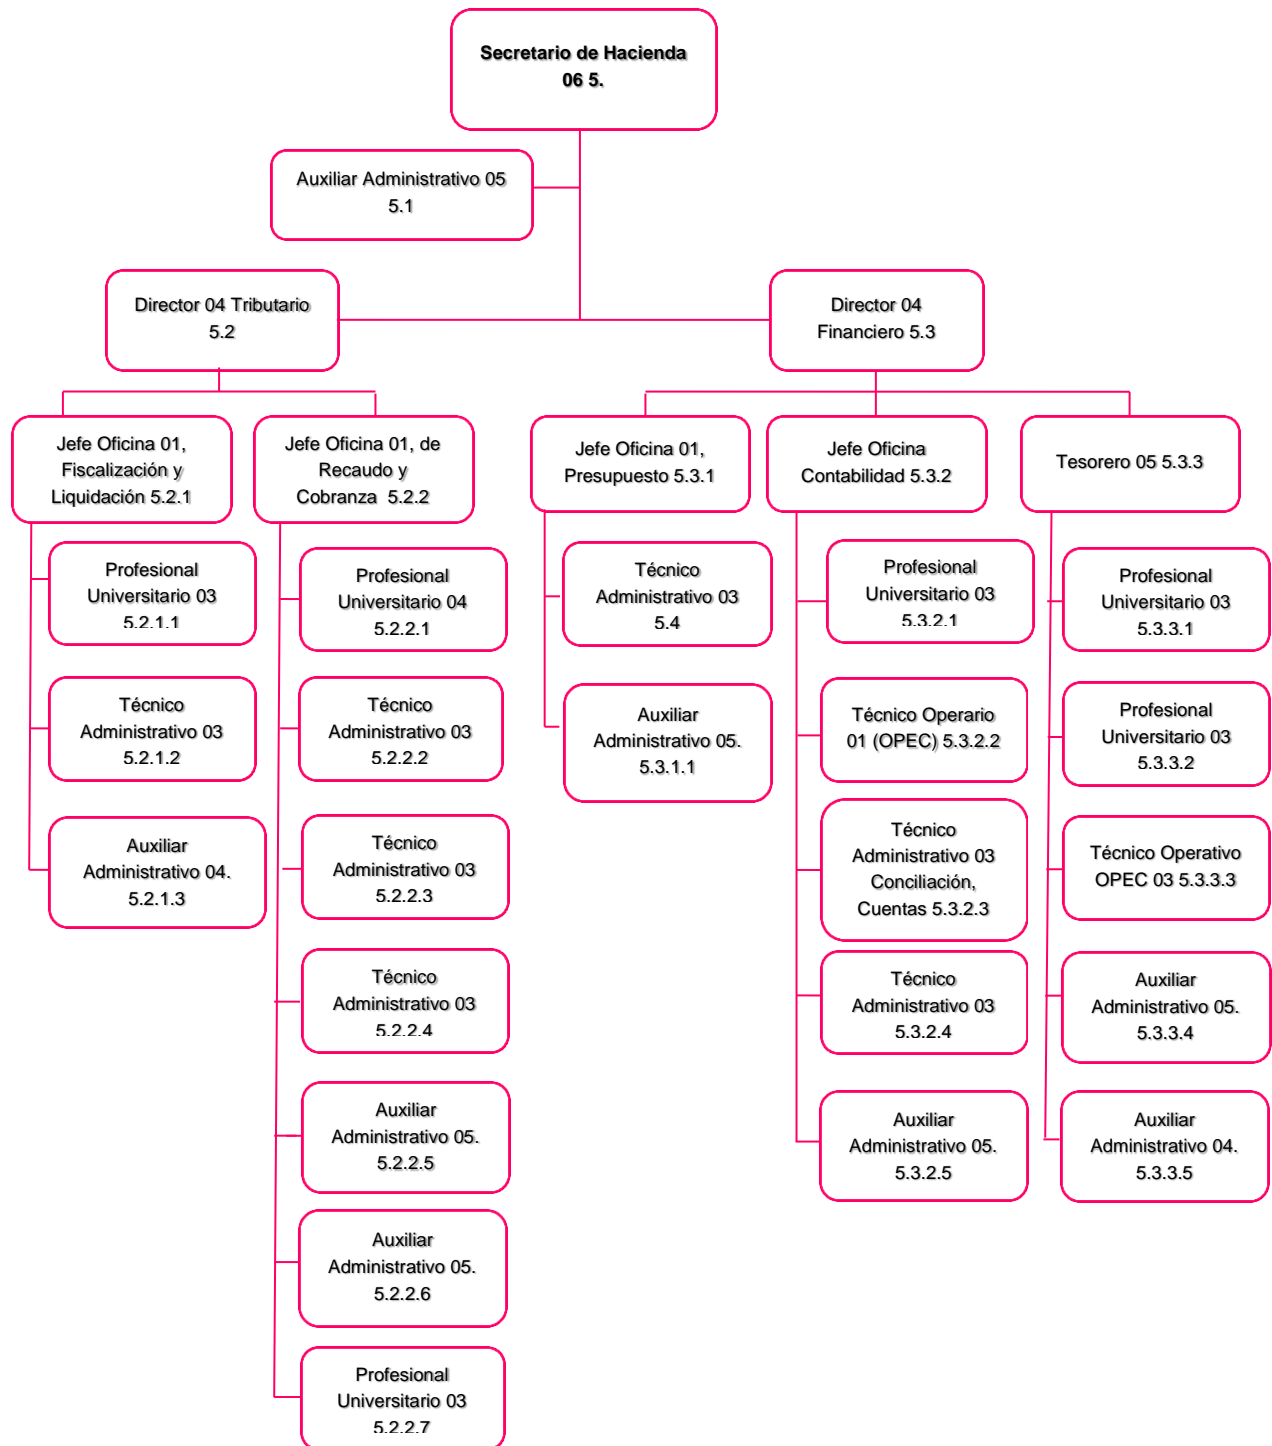 Secretario de Hacienda
06 5.
Auxiliar Administrativo 05
5.1
Director 04 Tributario
5.2
Director 04
Financiero 5.3
Jefe Oficina 01,
Fiscalización y
Liquidación 5.2.1
Jefe Oficina 01, de
Recaudo y
Cobranza 5.2.2
Jefe Oficina 01,
Presupuesto 5.3.1
Jefe Oficina
Contabilidad 5.3.2
Tesorero 05 5.3.3
Profesional
Universitario 03
5.2.1.1
Técnico
Administrativo 03
5.2.1.2
Auxiliar
Administrativo 04.
5.2.1.3
Profesional
Universitario 04
5.2.2.1
Técnico
Administrativo 03
5.2.2.2
Técnico
Administrativo 03
5.2.2.3
Técnico
Administrativo 03
5.2.2.4
Auxiliar
Administrativo 05.
5.2.2.5
Auxiliar
Administrativo 05.
5.2.2.6
Profesional
Universitario 03
5.2.2.7
Técnico
Administrativo 03
5.4
Auxiliar
Administrativo 05.
5.3.1.1
Profesional
Universitario 03
5.3.2.1
Técnico Operario
01 (OPEC) 5.3.2.2
Técnico
Administrativo 03
Conciliación,
Cuentas 5.3.2.3
Técnico
Administrativo 03
5.3.2.4
Auxiliar
Administrativo 05.
5.3.2.5
Profesional
Universitario 03
5.3.3.1
Profesional
Universitario 03
5.3.3.2
Técnico Operativo
OPEC 03 5.3.3.3
Auxiliar
Administrativo 05.
5.3.3.4
Auxiliar
Administrativo 04.
5.3.3.5